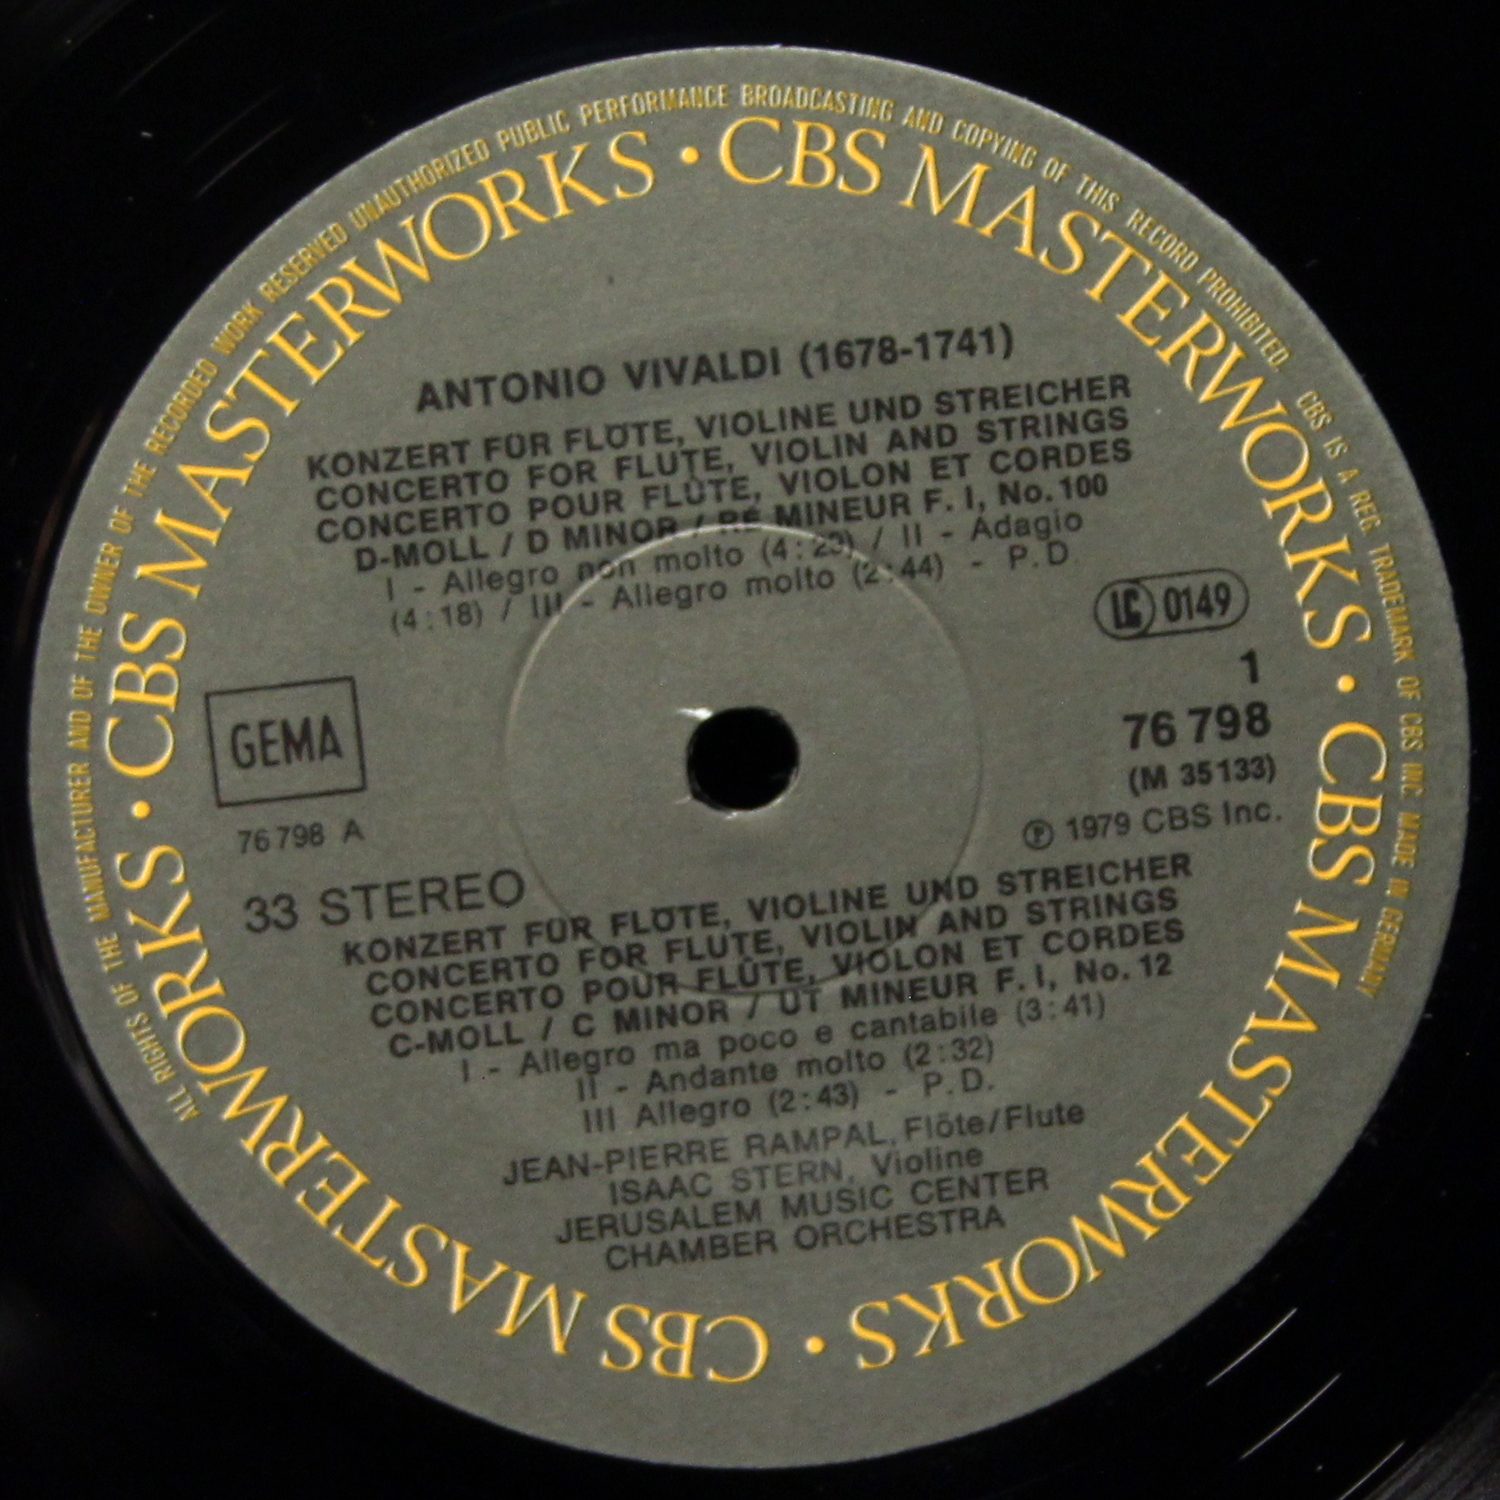 ALL RIGHTS OF THE MANUFACTURER AND OF THE OWNER OF THE RECORDED WORK RESERVED UNAUTHORIZED PUBLIC PERFORMANCE BROADCASTING AND COPYING OF THIS RECORD PROHIBITED. CBS IS A REG. TRADEMARK OF CBS INC. MADE IN GERMANY
CBS MASTERWORKS · CBS MASTERWORKS · CBS MASTERWORKS · CBS MASTERWORKS ·
ANTONIO VIVALDI (1678-1741)
KONZERT FÜR FLÖTE, VIOLINE UND STREICHER
CONCERTO FOR FLUTE, VIOLIN AND STRINGS
CONCERTO POUR FLÛTE, VIOLON ET CORDES
D-MOLL / D MINOR / RÉ MINEUR F. I, No. 100
I - Allegro non molto (4:23) / II - Adagio
(4:18) / III - Allegro molto (2:44) - P.D
LC 0149
GEMA
1
76 798
(M 35133)
76 798 A
℗ 1979 CBS Inc.
33 STEREO
KONZERT FÜR FLÖTE, VIOLINE UND STREICHER
CONCERTO FOR FLUTE, VIOLIN AND STRINGS
CONCERTO POUR FLÛTE, VIOLON ET CORDES
C-MOLL / C MINOR / UT MINEUR F. I, No. 12
I - Allegro ma poco e cantabile (3:41)
II - Andante molto (2:32)
III Allegro (2:43) - P.D.
JEAN-PIERRE RAMPAL, Flöte/Flute
ISAAC STERN, Violine
JERUSALEM MUSIC CENTER
CHAMBER ORCHESTRA